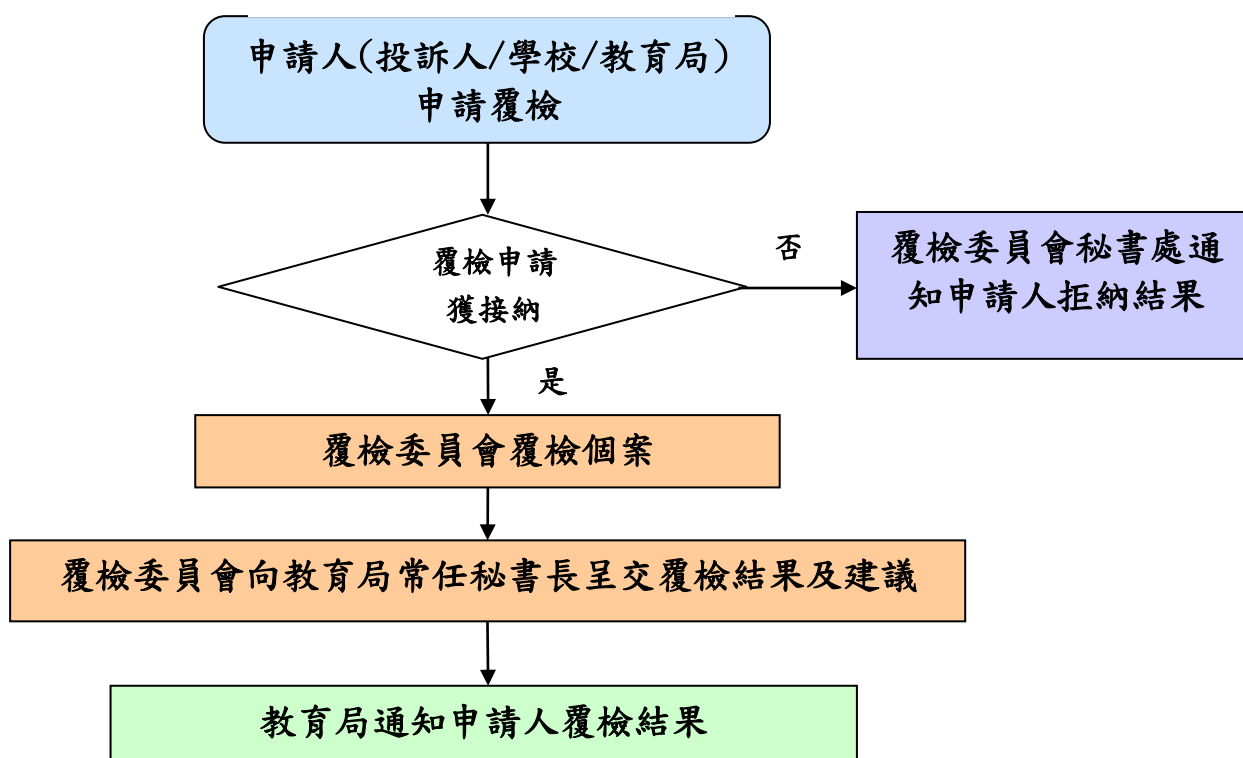 申請人(投訴人/學校/教育局)
申請覆檢
覆檢申請
獲接納
否
覆檢委員會秘書處通
知申請人拒納結果
是
覆檢委員會覆檢個案
覆檢委員會向教育局常任秘書長呈交覆檢結果及建議
教育局通知申請人覆檢結果